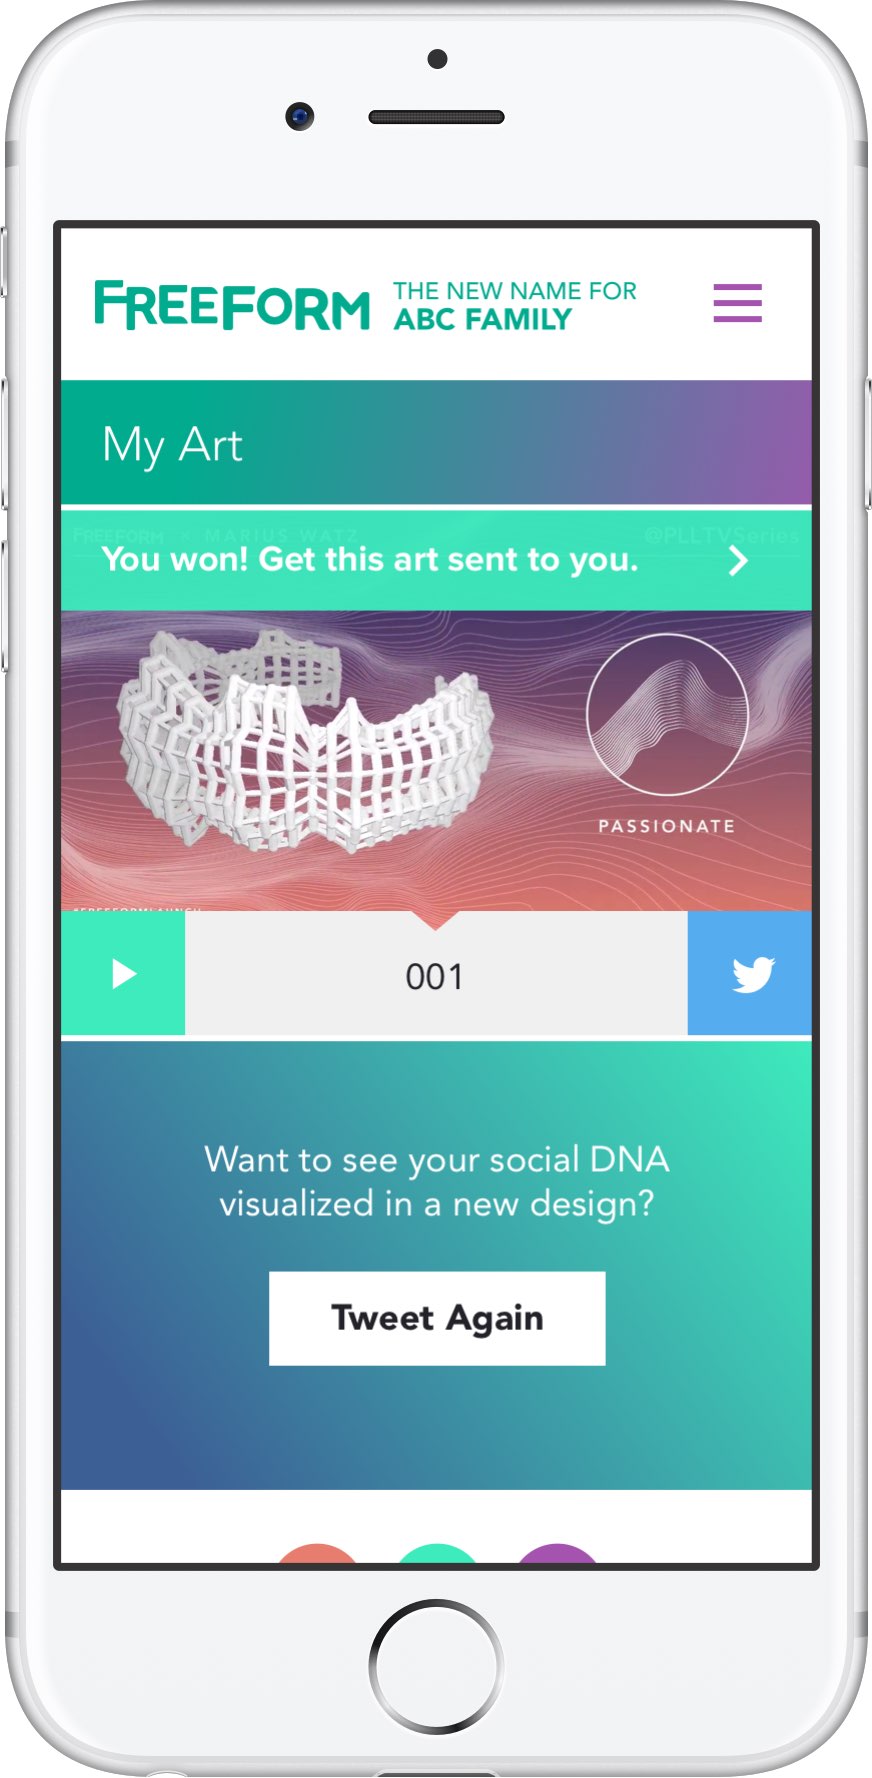 FREEFORM
THE NEW NAME FOR
ABC FAMILY
My Art
FREEFORM × MARIUS WATZ
@PLLTVSeries
You won! Get this art sent to you.
PASSIONATE
001
Want to see your social DNA
visualized in a new design?
Tweet Again